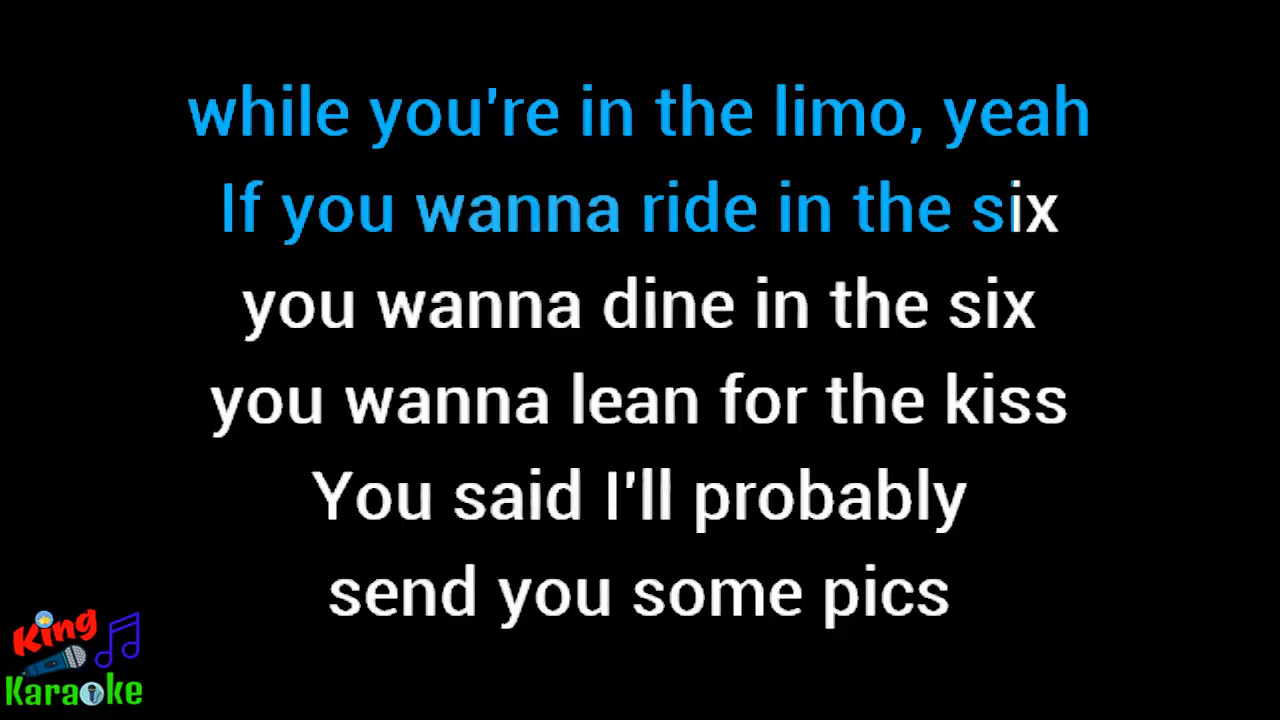 while you're in the limo, yeah
If you wanna ride in the six
you wanna dine in the six
you wanna lean for the kiss
You said I'll probably
send you some pics
King
Karaoke